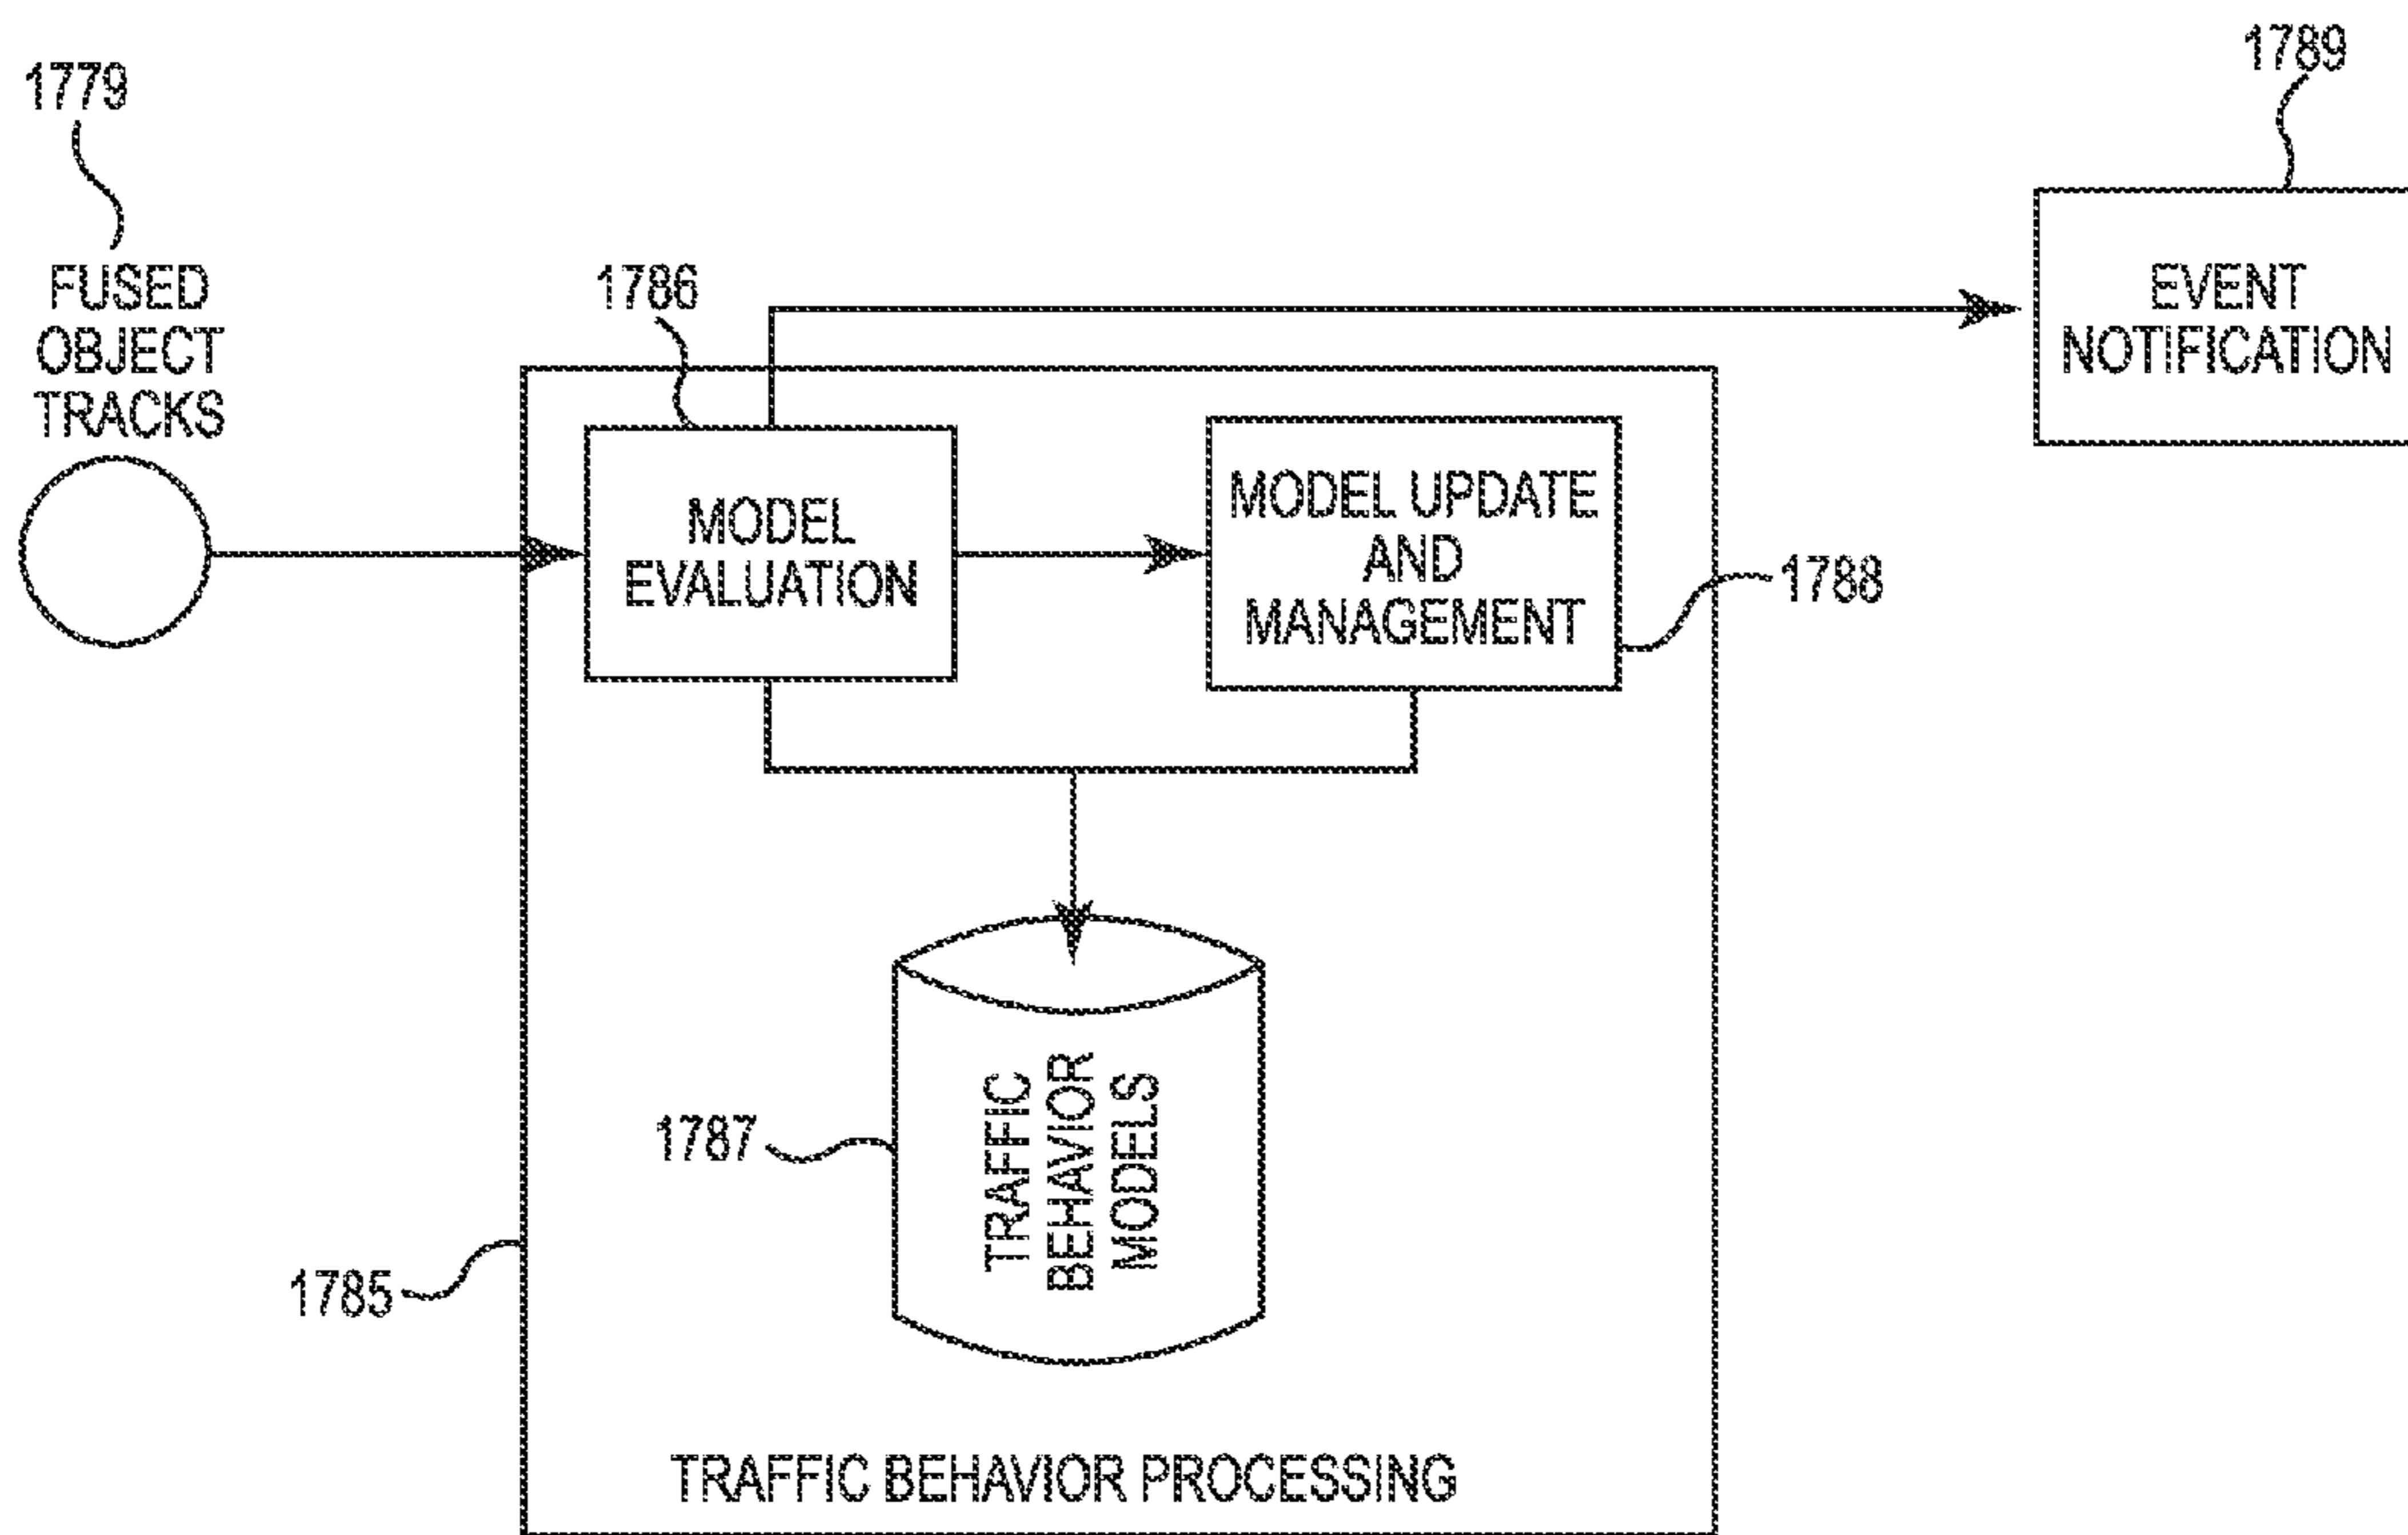 1779
FUSED
OBJECT
TRACKS
1786
1789
EVENT
NOTIFICATION
MODEL
EVALUATION
MODEL UPDATE
AND
MANAGEMENT
1788
1787
TRAFFIC
BEHAVIOR
MODELS
1785
TRAFFIC BEHAVIOR PROCESSING